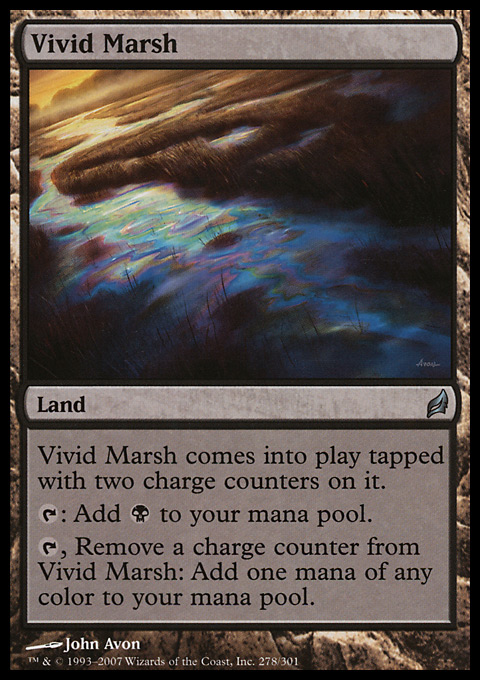 Vivid Marsh
Avon
Land
Vivid Marsh comes into play tapped
with two charge counters on it.
: Add to your mana pool.
, Remove a charge counter from
Vivid Marsh: Add one mana of any
color to your mana pool.
John Avon
™ & © 1993–2007 Wizards of the Coast, Inc. 278/301